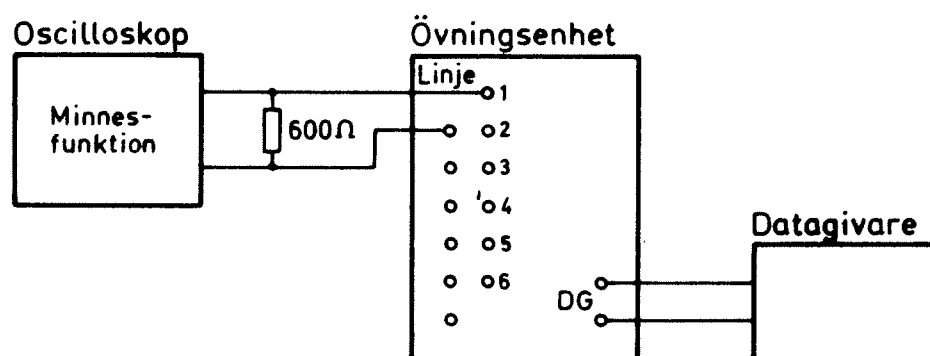 Oscilloskop
Övningsenhet
Linje
1
Minnes-
funktion
600Ω
2
3
4
5
6
Datagivare
DG